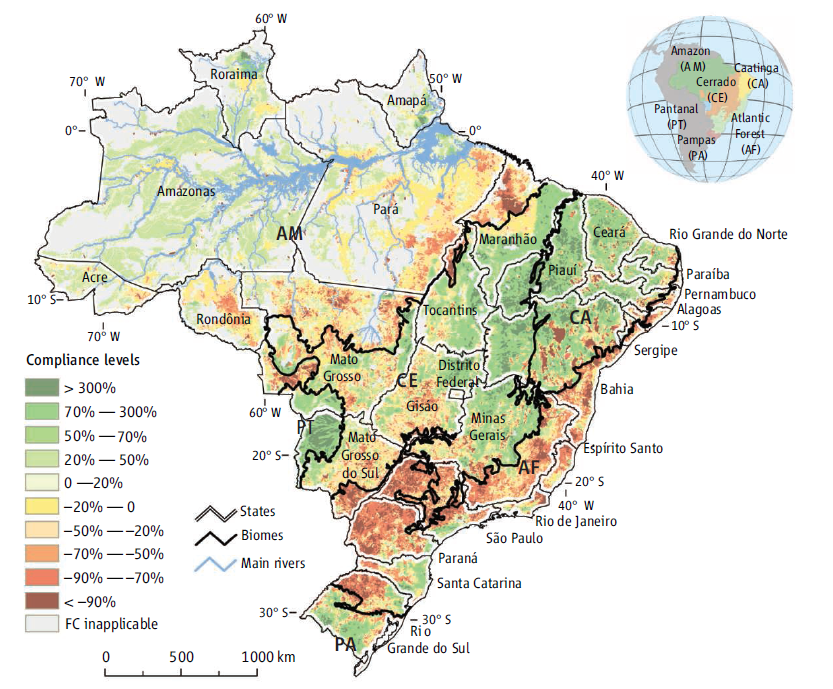 60° W
70° W
50° W
0°
0°
Roraima
Amapá
Amazon
(AM)
Caatinga
(CA)
Cerrado
(CE)
Pantanal
(PT)
Atlantic
Forest
(AF)
Pampas
(PA)
40° W
Amazonas
Pará
AM
Maranhão
Ceará
Rio Grande do Norte
Piauí
Paraíba
Acre
Pernambuco
Alagoas
10° S
10° S
Rondônia
Tocantins
CA
Sergipe
70° W
Compliance levels
> 300%
70% — 300%
50% — 70%
20% — 50%
0 — 20%
−20% — 0
−50% — −20%
−70% — −50%
−90% — −70%
< −90%
FC inapplicable
Mato
Grosso
CE
Distrito
Federal
Bahia
60° W
Gisão
PT
Minas
Gerais
Mato
Grosso
do Sul
Espírito Santo
20° S
AF
20° S
40° W
Rio de Janeiro
States
Biomes
Main rivers
São Paulo
Paraná
Santa Catarina
30° S
30° S
Rio
Grande do Sul
PA
0
500
1000 km